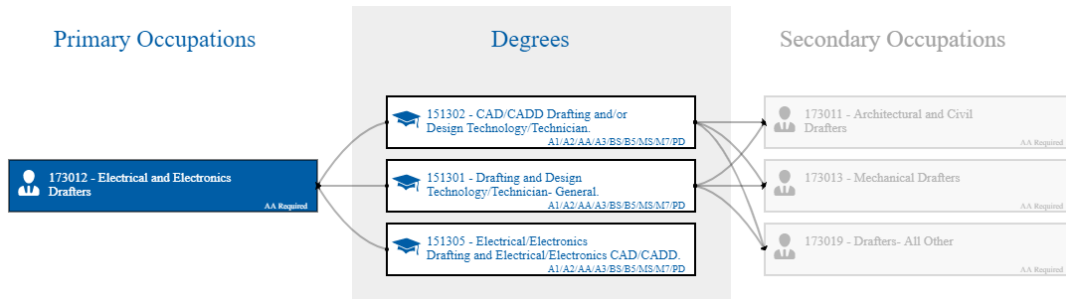 Primary Occupations
Degrees
Secondary Occupations
173012 - Electrical and Electronics
Drafters
AA Required
151302 - CAD/CADD Drafting and/or
Design Technology/Technician.
A1/A2/AA/A3/BS/B5/MS/M7/PD
151301 - Drafting and Design
Technology/Technician- General.
A1/A2/AA/A3/BS/B5/MS/M7/PD
151305 - Electrical/Electronics
Drafting and Electrical/Electronics CAD/CADD.
A1/A2/AA/A3/BS/B5/MS/M7/PD
173011 - Architectural and Civil
Drafters
AA Required
173013 - Mechanical Drafters
AA Required
173019 - Drafters- All Other
AA Required